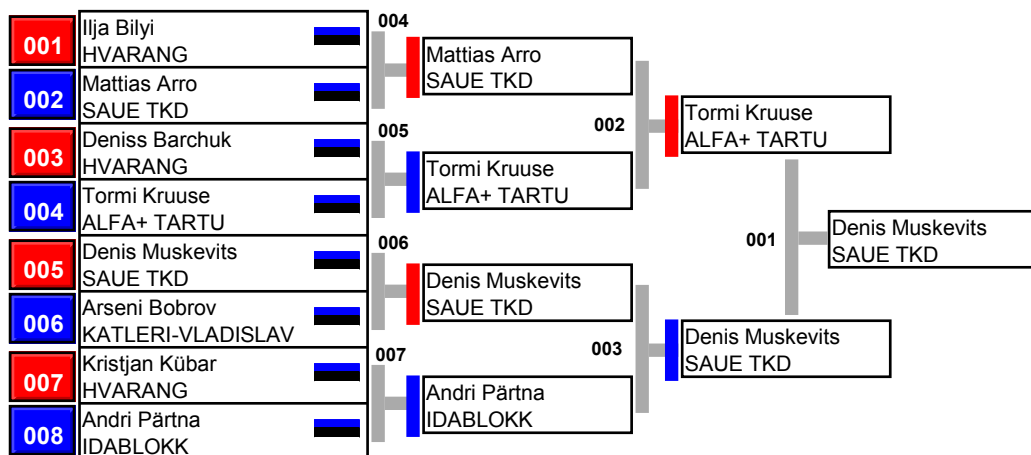 001
Ilja Bilyi
HVARANG
002
Mattias Arro
SAUE TKD
003
Deniss Barchuk
HVARANG
004
Tormi Kruuse
ALFA+ TARTU
005
Denis Muskevits
SAUE TKD
006
Arseni Bobrov
KATLERI-VLADISLAV
007
Kristjan Kübar
HVARANG
008
Andri Pärtna
IDABLOKK
004
Mattias Arro
SAUE TKD
005
Tormi Kruuse
ALFA+ TARTU
006
Denis Muskevits
SAUE TKD
007
Andri Pärtna
IDABLOKK
002
Tormi Kruuse
ALFA+ TARTU
003
Denis Muskevits
SAUE TKD
001
Denis Muskevits
SAUE TKD